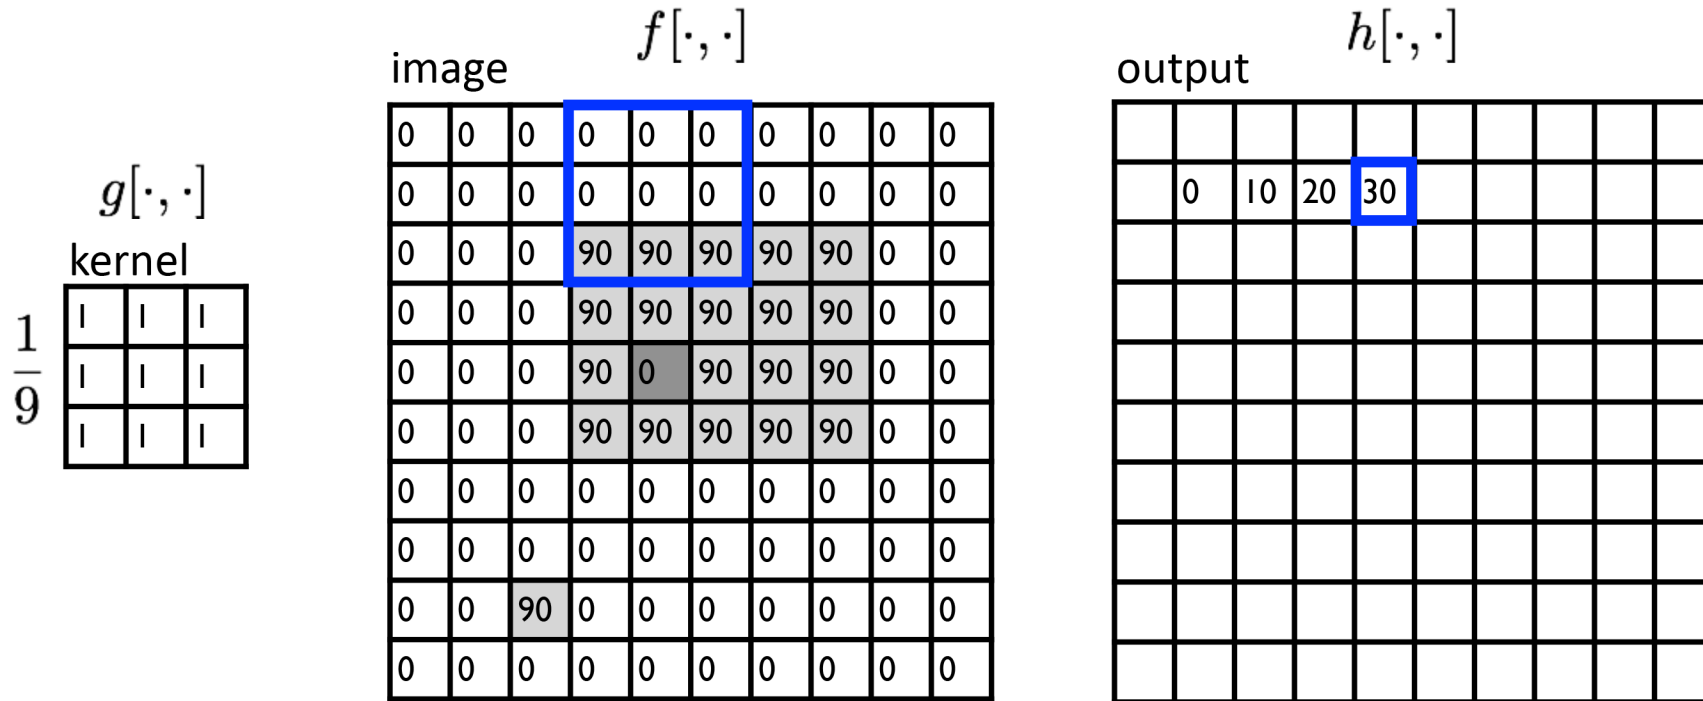 f[·, ·]
h[·, ·]
image
output
g[·, ·]
kernel
1
9
1 1 1
1 1 1
1 1 1
0 0 0 0 0 0 0 0 0 0
0 0 0 0 0 0 0 0 0 0
0 0 0 90 90 90 90 90 0 0
0 0 0 90 90 90 90 90 0 0
0 0 0 90 0 90 90 90 0 0
0 0 0 90 90 90 90 90 0 0
0 0 0 0 0 0 0 0 0 0
0 0 0 0 0 0 0 0 0 0
0 0 90 0 0 0 0 0 0 0
0 0 0 0 0 0 0 0 0 0
0 10 20 30